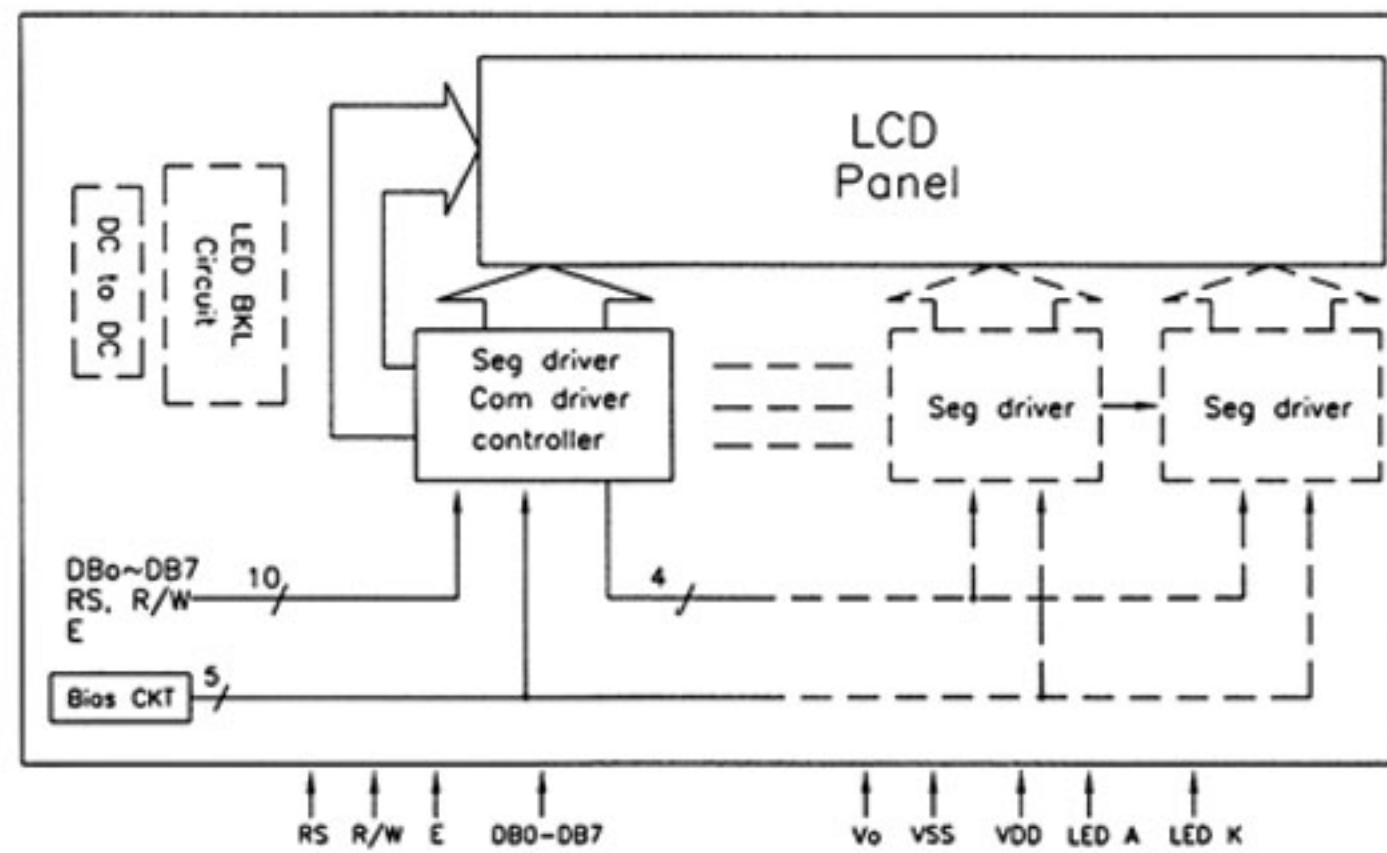 LCD
Panel
DC to DC
LED BKL
Circuit
Seg driver
Com driver
controller
Seg driver
Seg driver
DBo~DB7
RS, R/W
E
10
4
Bias CKT
5
RS R/W E DB0-DB7 Vo VSS VDD LED A LED K